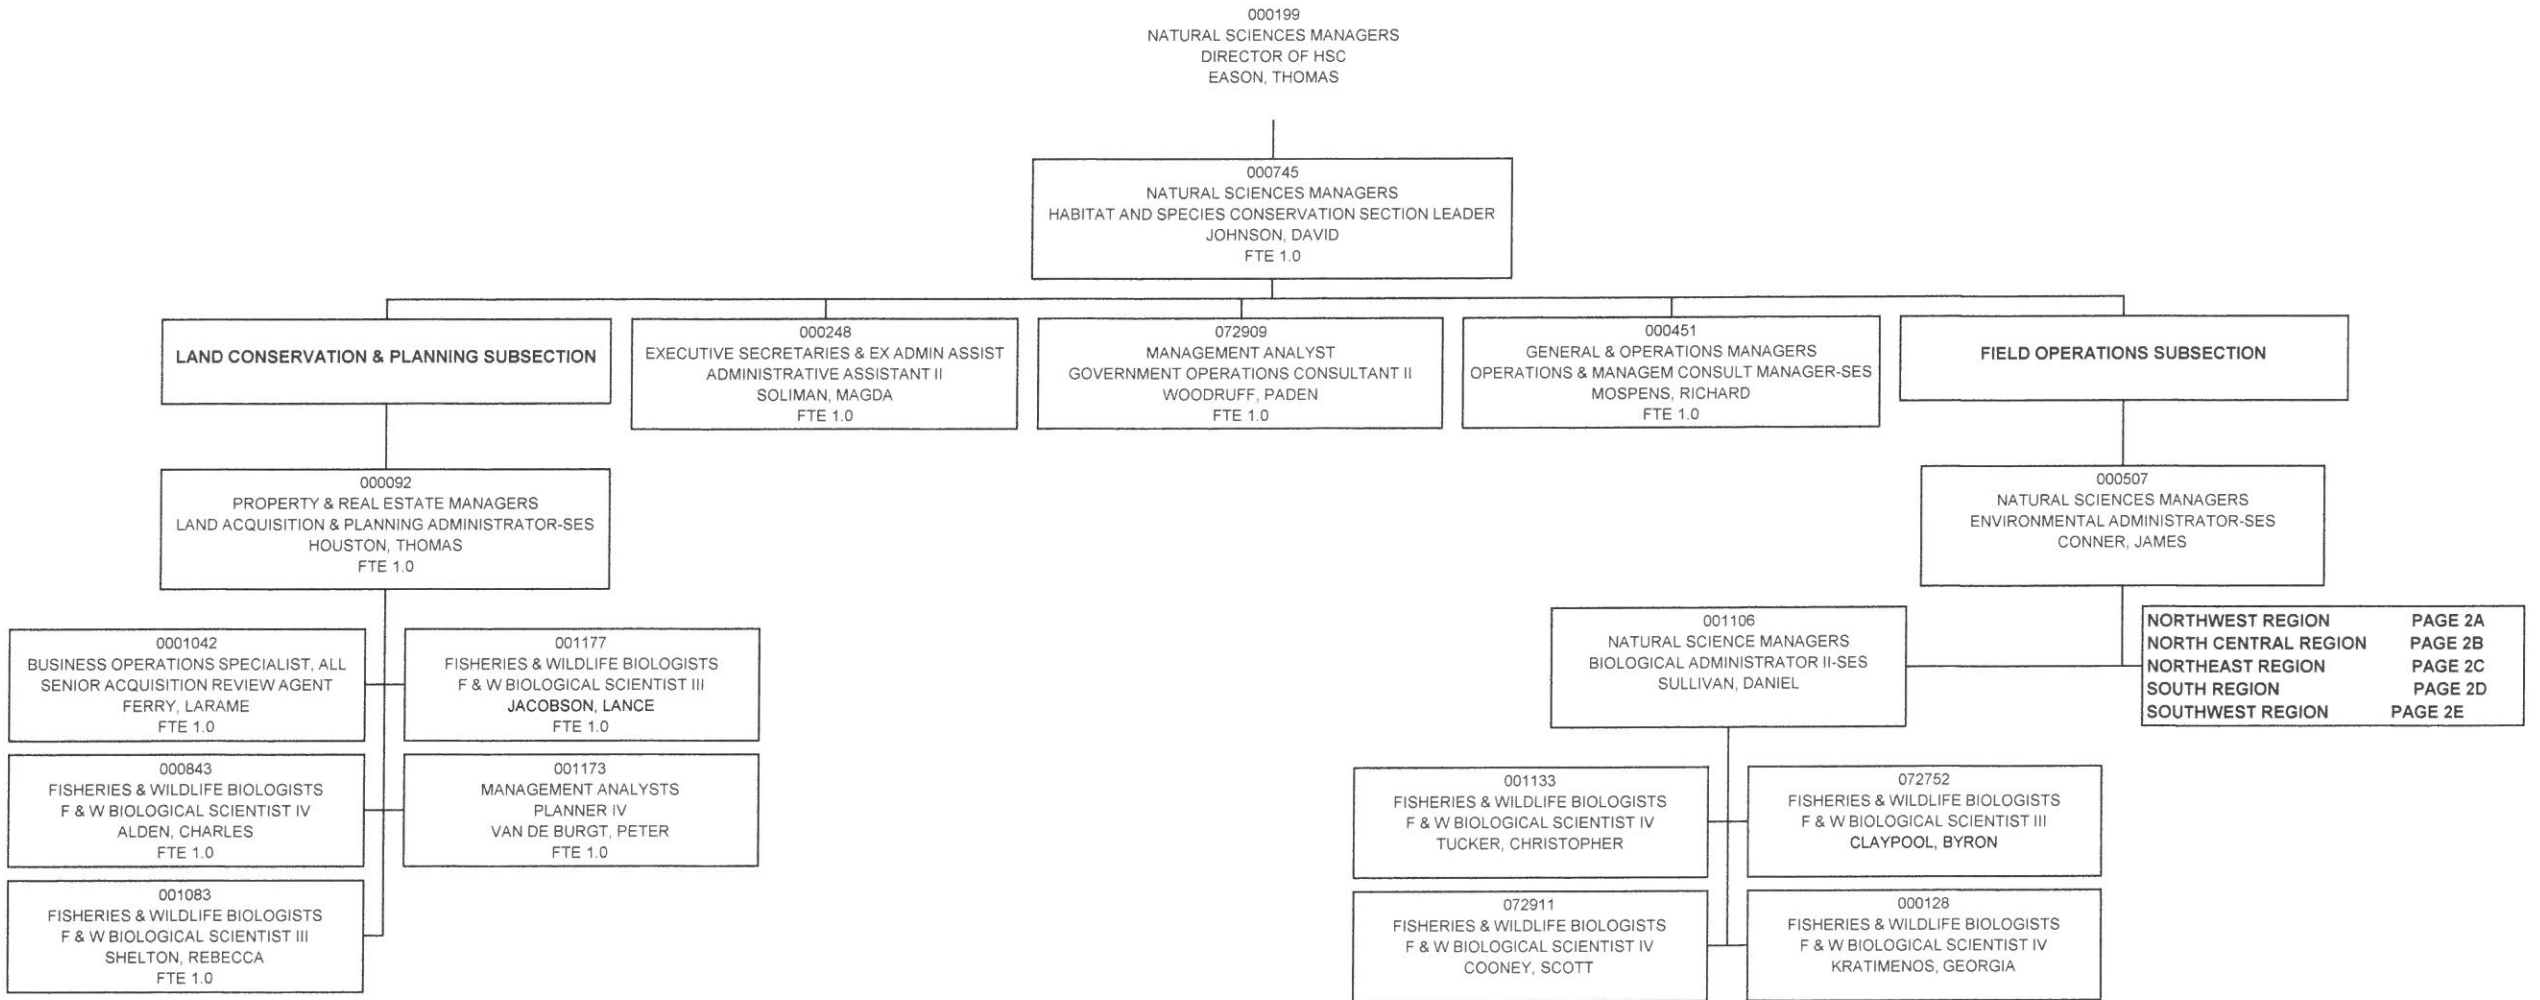 000199
NATURAL SCIENCES MANAGERS
DIRECTOR OF HSC
EASON, THOMAS
000745
NATURAL SCIENCES MANAGERS
HABITAT AND SPECIES CONSERVATION SECTION LEADER
JOHNSON, DAVID
FTE 1.0
LAND CONSERVATION & PLANNING SUBSECTION
000248
EXECUTIVE SECRETARIES & EX ADMIN ASSIST
ADMINISTRATIVE ASSISTANT II
SOLIMAN, MAGDA
FTE 1.0
072909
MANAGEMENT ANALYST
GOVERNMENT OPERATIONS CONSULTANT II
WOODRUFF, PADEN
FTE 1.0
000451
GENERAL & OPERATIONS MANAGERS
OPERATIONS & MANAGEM CONSULT MANAGER-SES
MOSPENS, RICHARD
FTE 1.0
FIELD OPERATIONS SUBSECTION
000092
PROPERTY & REAL ESTATE MANAGERS
LAND ACQUISITION & PLANNING ADMINISTRATOR-SES
HOUSTON, THOMAS
FTE 1.0
000507
NATURAL SCIENCES MANAGERS
ENVIRONMENTAL ADMINISTRATOR-SES
CONNER, JAMES
0001042
BUSINESS OPERATIONS SPECIALIST, ALL
SENIOR ACQUISITION REVIEW AGENT
FERRY, LARAME
FTE 1.0
001177
FISHERIES & WILDLIFE BIOLOGISTS
F & W BIOLOGICAL SCIENTIST III
JACOBSON, LANCE
FTE 1.0
000843
FISHERIES & WILDLIFE BIOLOGISTS
F & W BIOLOGICAL SCIENTIST IV
ALDEN, CHARLES
FTE 1.0
001173
MANAGEMENT ANALYSTS
PLANNER IV
VAN DE BURGT, PETER
FTE 1.0
001083
FISHERIES & WILDLIFE BIOLOGISTS
F & W BIOLOGICAL SCIENTIST III
SHELTON, REBECCA
FTE 1.0
001106
NATURAL SCIENCE MANAGERS
BIOLOGICAL ADMINISTRATOR II-SES
SULLIVAN, DANIEL
NORTHWEST REGION PAGE 2A
NORTH CENTRAL REGION PAGE 2B
NORTHEAST REGION PAGE 2C
SOUTH REGION PAGE 2D
SOUTHWEST REGION PAGE 2E
001133
FISHERIES & WILDLIFE BIOLOGISTS
F & W BIOLOGICAL SCIENTIST IV
TUCKER, CHRISTOPHER
072752
FISHERIES & WILDLIFE BIOLOGISTS
F & W BIOLOGICAL SCIENTIST III
CLAYPOOL, BYRON
072911
FISHERIES & WILDLIFE BIOLOGISTS
F & W BIOLOGICAL SCIENTIST IV
COONEY, SCOTT
000128
FISHERIES & WILDLIFE BIOLOGISTS
F & W BIOLOGICAL SCIENTIST IV
KRATIMENOS, GEORGIA